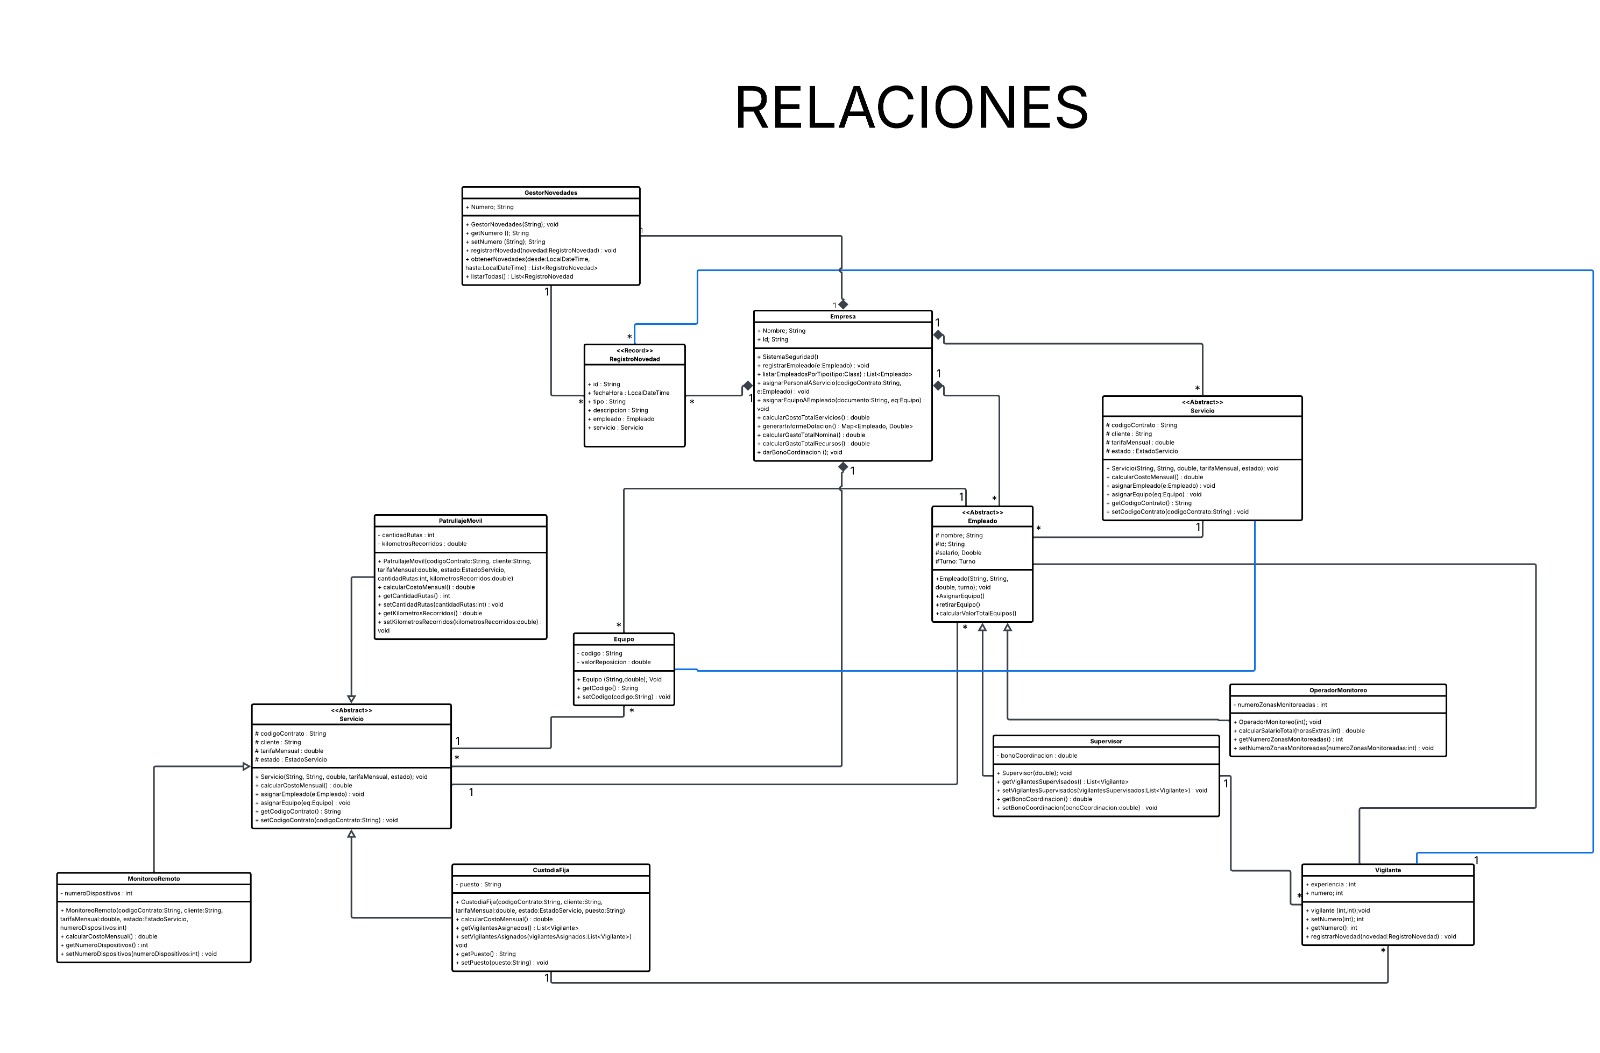 RELACIONES
GestorNovedades
+ Numero; String
+ GestorNovedades(String); void
+ getNumero (); String
+ setNumero (String); String
+ registrarNovedad(novedad:RegistroNovedad) : void
+ obtenerNovedades(desde:LocalDateTime,
hasta:LocalDateTime) : List<RegistroNovedad>
+ listarTodas() : List<RegistroNovedad
1
1
1
Empresa
+ Nombre; String
+ Id; String
+ SistemaSeguridad()
+ registrarEmpleado(e:Empleado) : void
+ listarEmpleadosPorTipo(tipo:Class) : List<Empleado>
+ asignarPersonalAServicio(codigoContrato:String,
e:Empleado) : void
+ asignarEquipoAEmpleado(documento:String, eq:Equipo) :
void
+ calcularCostoTotalServicios() : double
+ generarInformeDotacion() : Map<Empleado, Double>
+ calcularGastoTotalNomina() : double
+ calcularGastoTotalRecursos() : double
+ darBonoCordinacion (); void
1
1
1
1
*
<<Record>>
RegistroNovedad
+ id : String
+ fechaHora : LocalDateTime
+ tipo : String
+ descripcion : String
+ empleado : Empleado
+ servicio : Servicio
*
*
*
<<Abstract>>
Servicio
# codigoContrato : String
# cliente : String
# tarifaMensual : double
# estado : EstadoServicio
+ Servicio(String, String, double, tarifaMensual, estado); void
+ calcularCostoMensual() : double
+ asignarEmpleado(e:Empleado) : void
+ asignarEquipo(eq:Equipo) : void
+ getCodigoContrato() : String
+ setCodigoContrato(codigoContrato:String) : void
1
1
*
<<Abstract>>
Empleado
# nombre; String
#Id; String
#salario; Dooble
#Turno: Turno
+Empleado(String, String,
double, turno); void
+AsignarEquipo()
+retirarEquipo()
+calcularValorTotalEquipos()
*
*
PatrullajeMovil
- cantidadRutas : int
- kilometrosRecorridos : double
+ PatrullajeMovil(codigoContrato:String, cliente:String,
tarifaMensual:double, estado:EstadoServicio,
cantidadRutas:int, kilometrosRecorridos:double)
+ calcularCostoMensual() : double
+ getCantidadRutas() : int
+ setCantidadRutas(cantidadRutas:int) : void
+ getKilometrosRecorridos() : double
+ setKilometrosRecorridos(kilometrosRecorridos:double) :
void
*
Equipo
- codigo : String
- valorReposicion : double
+ Equipo (String,double); Void
+ getCodigo() : String
+ setCodigo(codigo:String) : void
*
<<Abstract>>
Servicio
# codigoContrato : String
# cliente : String
# tarifaMensual : double
# estado : EstadoServicio
+ Servicio(String, String, double, tarifaMensual, estado); void
+ calcularCostoMensual() : double
+ asignarEmpleado(e:Empleado) : void
+ asignarEquipo(eq:Equipo) : void
+ getCodigoContrato() : String
+ setCodigoContrato(codigoContrato:String) : void
1
*
1
OperadorMonitoreo
- numeroZonasMonitoreadas : int
+ OperadorMonitoreo(int); void
+ calcularSalarioTotal(horasExtras:int) : double
+ getNumeroZonasMonitoreadas() : int
+ setNumeroZonasMonitoreadas(numeroZonasMonitoreadas:int) : void
Supervisor
- bonoCoordinacion : double
+ Supervisor(double); void
+ getVigilantesSupervisados() : List<Vigilante>
+ setVigilantesSupervisados(vigilantesSupervisados:List<Vigilante>) : void
+ getBonoCoordinacion() : double
+ setBonoCoordinacion(bonoCoordinacion:double) : void
1
MonitoreoRemoto
- numeroDispositivos : int
+ MonitoreoRemoto(codigoContrato:String, cliente:String,
tarifaMensual:double, estado:EstadoServicio,
numeroDispositivos:int)
+ calcularCostoMensual() : double
+ getNumeroDispositivos() : int
+ setNumeroDispositivos(numeroDispositivos:int) : void
CustodiaFija
- puesto : String
+ CustodiaFija(codigoContrato:String, cliente:String,
tarifaMensual:double, estado:EstadoServicio, puesto:String)
+ calcularCostoMensual() : double
+ getVigilantesAsignados() : List<Vigilante>
+ setVigilantesAsignados(vigilantesAsignados:List<Vigilante>) :
void
+ getPuesto() : String
+ setPuesto(puesto:String) : void
1
1
*
Vigilante
+ experiencia : int
+ numero; int
+ vigilante (int,int);void
+ setNumero(int); int
+ getNumero(); int
+ registrarNovedad(novedad:RegistroNovedad) : void
*